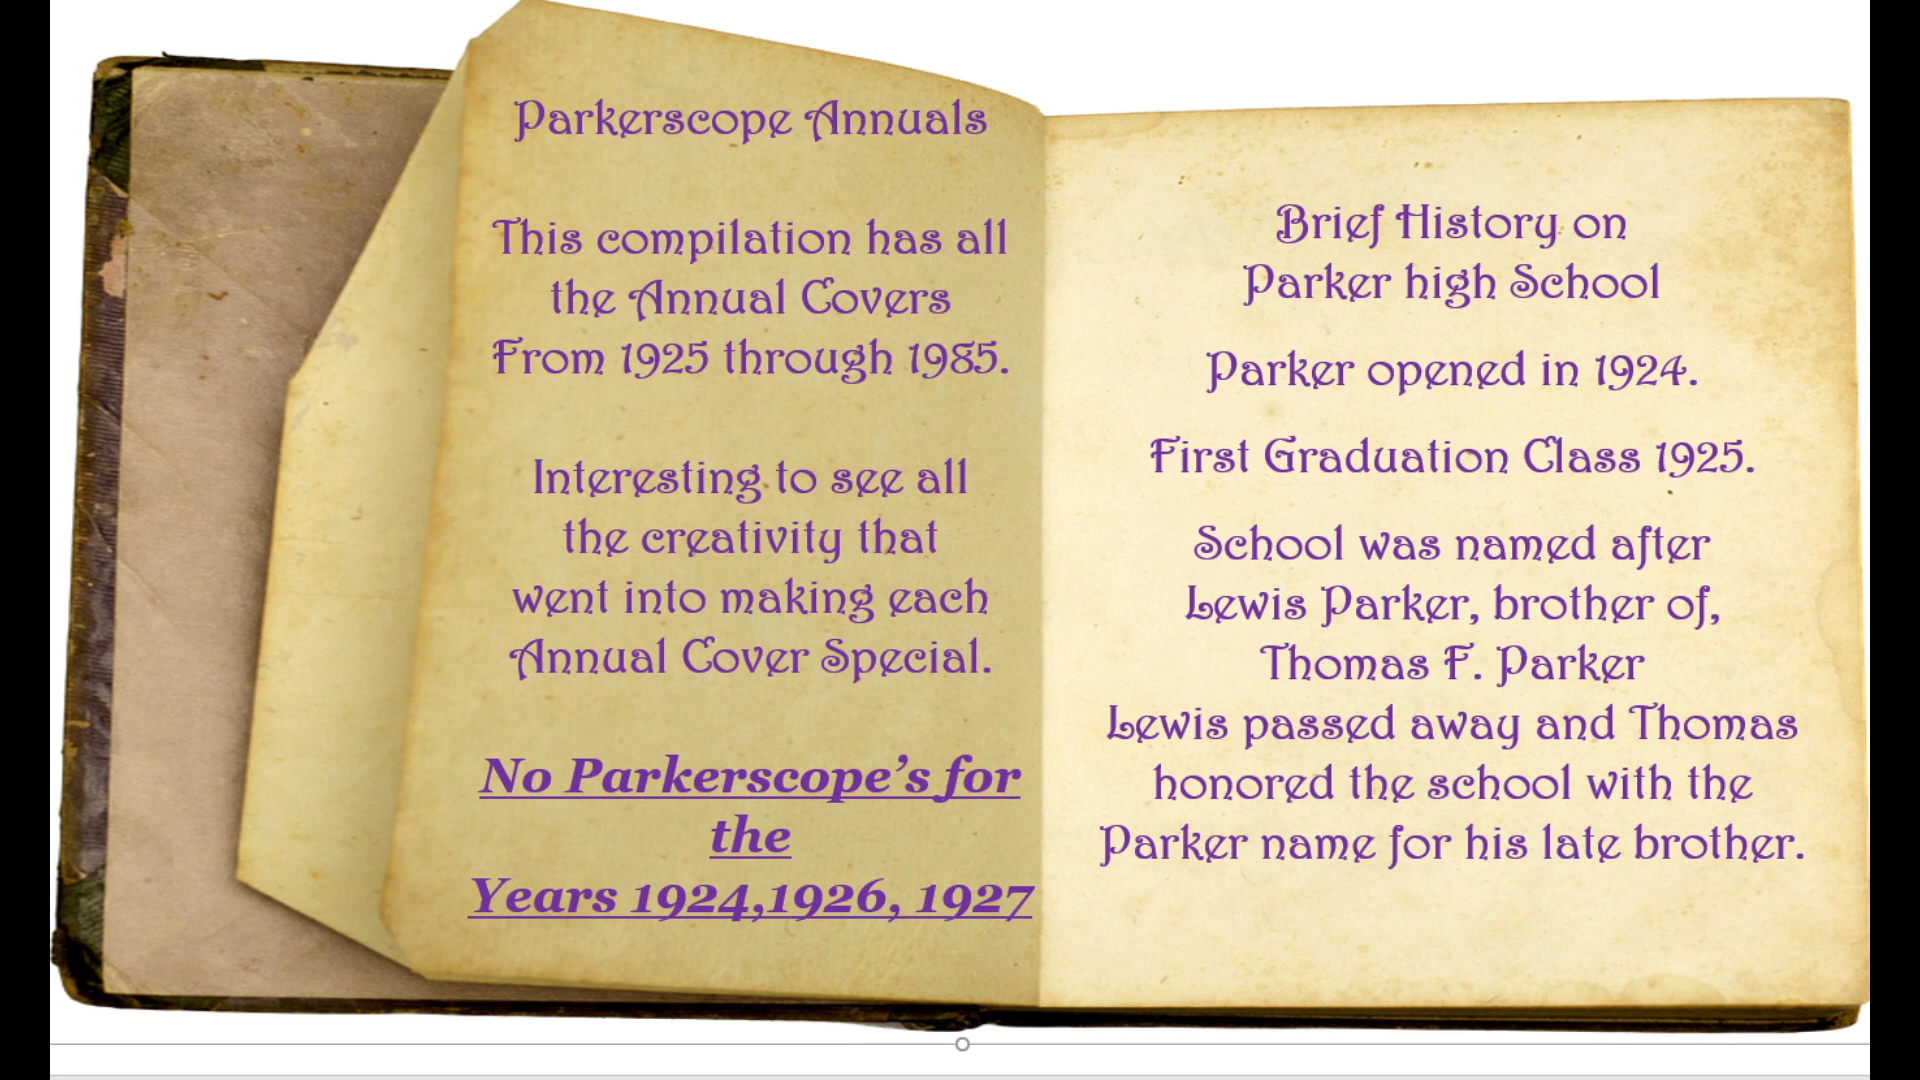 Parkerscope Annuals
This compilation has all
the Annual Covers
From 1925 through 1985.
Interesting to see all
the creativity that
went into making each
Annual Cover Special.
No Parkerscope’s for
the
Years 1924,1926, 1927
Brief History on
Parker high School
Parker opened in 1924.
First Graduation Class 1925.
School was named after
Lewis Parker, brother of,
Thomas F. Parker
Lewis passed away and Thomas
honored the school with the
Parker name for his late brother.